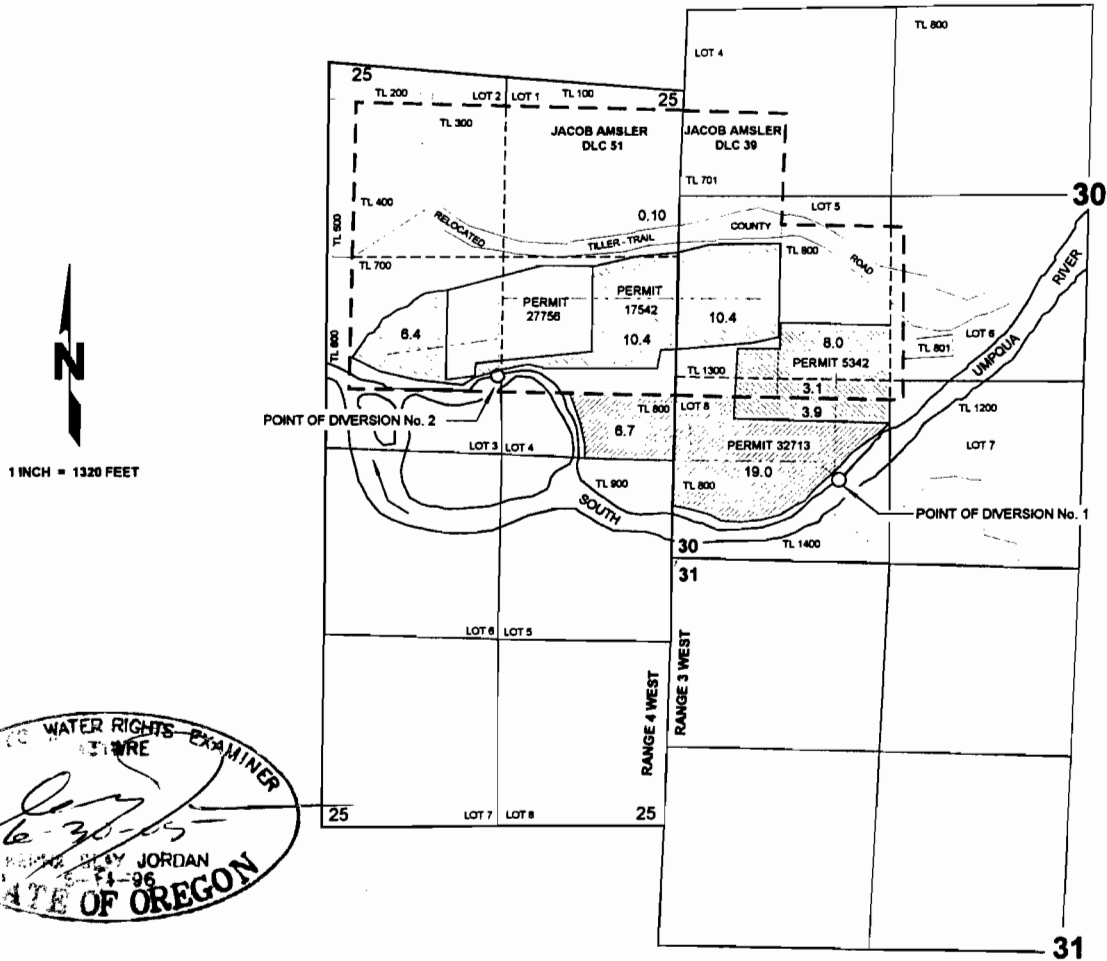 TL 800
LOT 4
25
TL 200
LOT 2
LOT 1
TL 100
25
TL 300
JACOB AMSLER
DLC 51
JACOB AMSLER
DLC 39
TL 701
30
TL 400
LOT 5
0.10
RELOCATED
TILLER - TRAIL
COUNTY
ROAD
TL 500
TL 700
TL 800
RIVER
UMPQUA
PERMIT
27756
PERMIT
17542
10.4
10.4
6.4
TL 600
LOT 6
TL 801
8.0
PERMIT 5342
N
TL 1300
3.1
3.9
TL 800
LOT 8
TL 1200
POINT OF DIVERSION No. 2
6.7
PERMIT 32713
19.0
LOT 7
LOT 3
LOT 4
1 INCH = 1320 FEET
TL 900
TL 800
SOUTH
POINT OF DIVERSION No. 1
TL 1400
30
31
LOT 6
LOT 5
RANGE 4 WEST
RANGE 3 WEST
WATER RIGHTS EXAMINER
JORDAN
OF OREGON
25
LOT 7
LOT 8
25
31